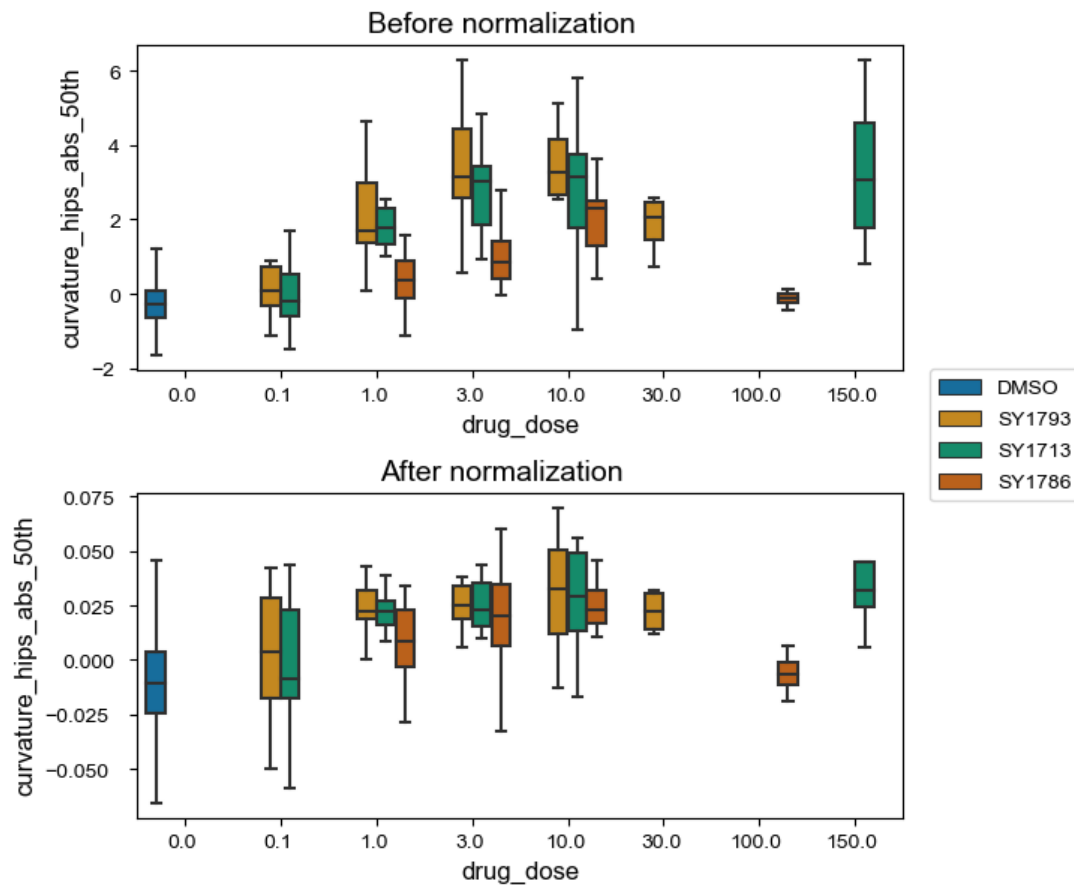 Before normalization
curvature_hips_abs_50th
6
4
2
0
−2
0.0 0.1 1.0 3.0 10.0 30.0 100.0 150.0
drug_dose
DMSO
SY1793
SY1713
SY1786
After normalization
curvature_hips_abs_50th
0.075
0.050
0.025
0.000
−0.025
−0.050
0.0 0.1 1.0 3.0 10.0 30.0 100.0 150.0
drug_dose